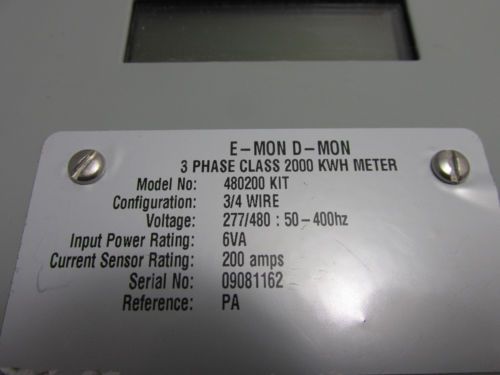 E-MON D-MON
3 PHASE CLASS 2000 KWH METER
Model No: 480200 KIT
Configuration: 3/4 WIRE
Voltage: 277/480 : 50-400hz
Input Power Rating: 6VA
Current Sensor Rating: 200 amps
Serial No: 09081162
Reference: PA